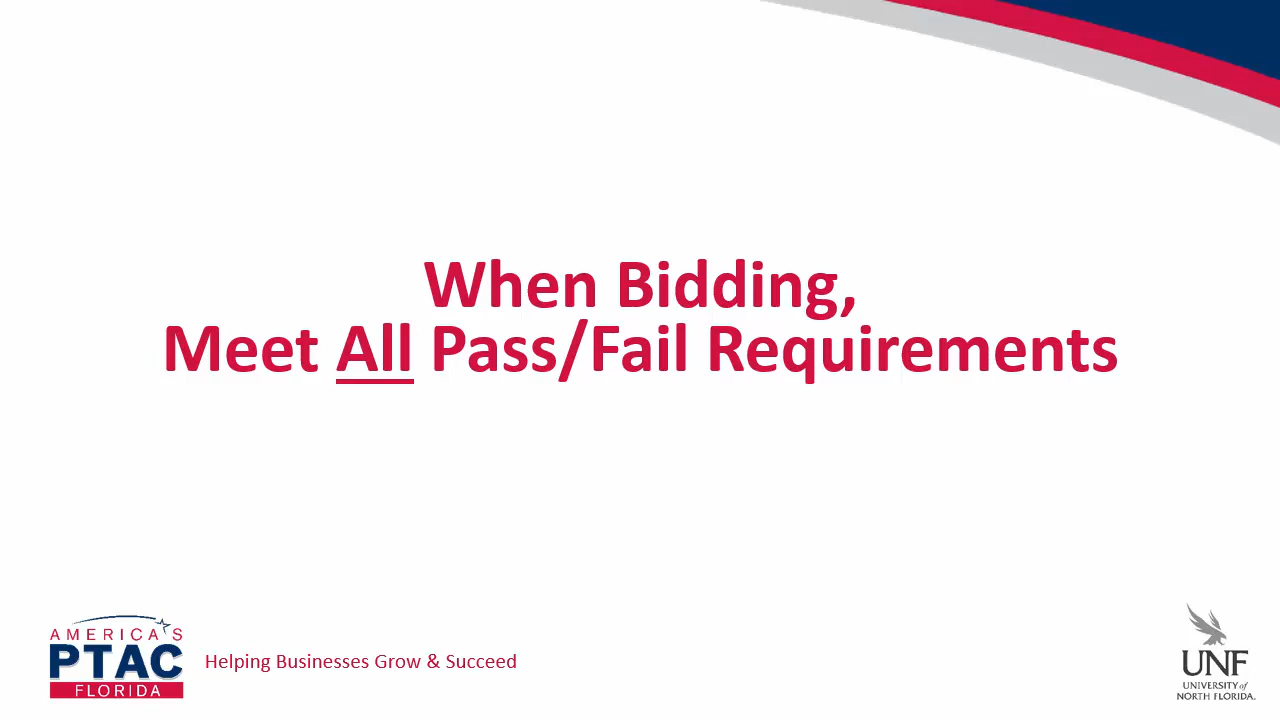 When Bidding,
Meet All Pass/Fail Requirements
AMERICA'S
PTAC
FLORIDA
Helping Businesses Grow & Succeed
UNF
UNIVERSITY of
NORTH FLORIDA.